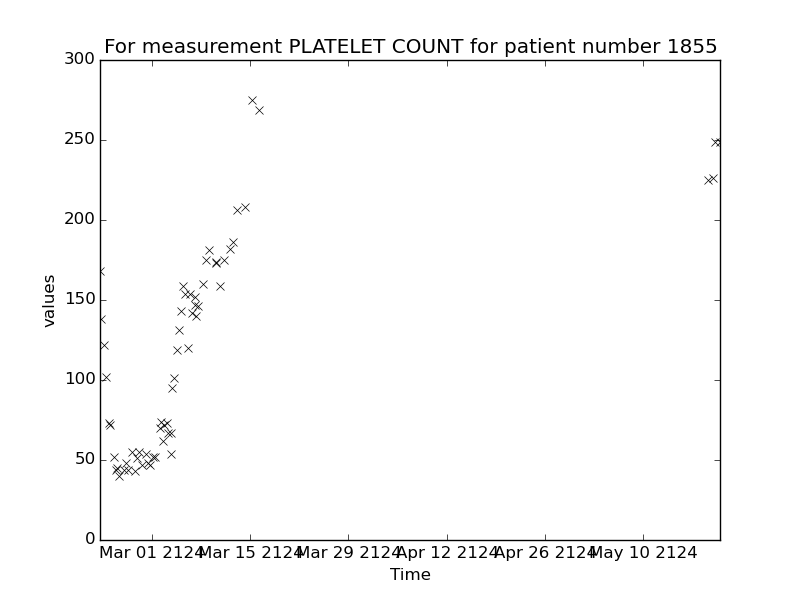 For measurement PLATELET COUNT for patient number 1855
300
250
200
150
100
50
0
values
Mar 01 2124 Mar 15 2124 Mar 29 2124 Apr 12 2124 Apr 26 2124 May 10 2124
Time